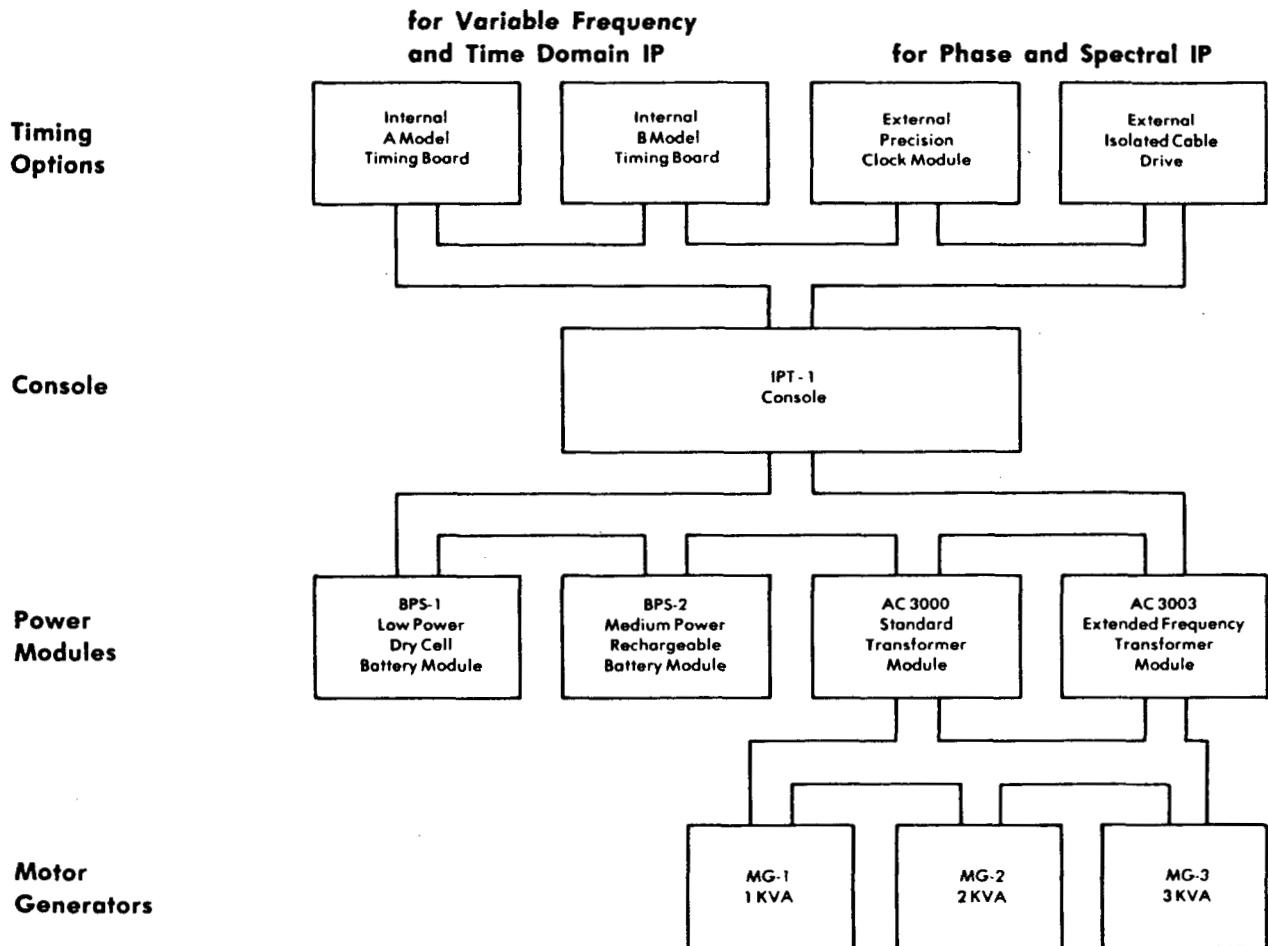 for Variable Frequency
and Time Domain IP
for Phase and Spectral IP
Timing
Options
Internal
A Model
Timing Board
Internal
B Model
Timing Board
External
Precision
Clock Module
External
Isolated Cable
Drive
Console
IPT - 1
Console
Power
Modules
BPS-1
Low Power
Dry Cell
Battery Module
BPS-2
Medium Power
Rechargeable
Battery Module
AC 3000
Standard
Transformer
Module
AC 3003
Extended Frequency
Transformer
Module
Motor
Generators
MG-1
1 KVA
MG-2
2 KVA
MG-3
3 KVA